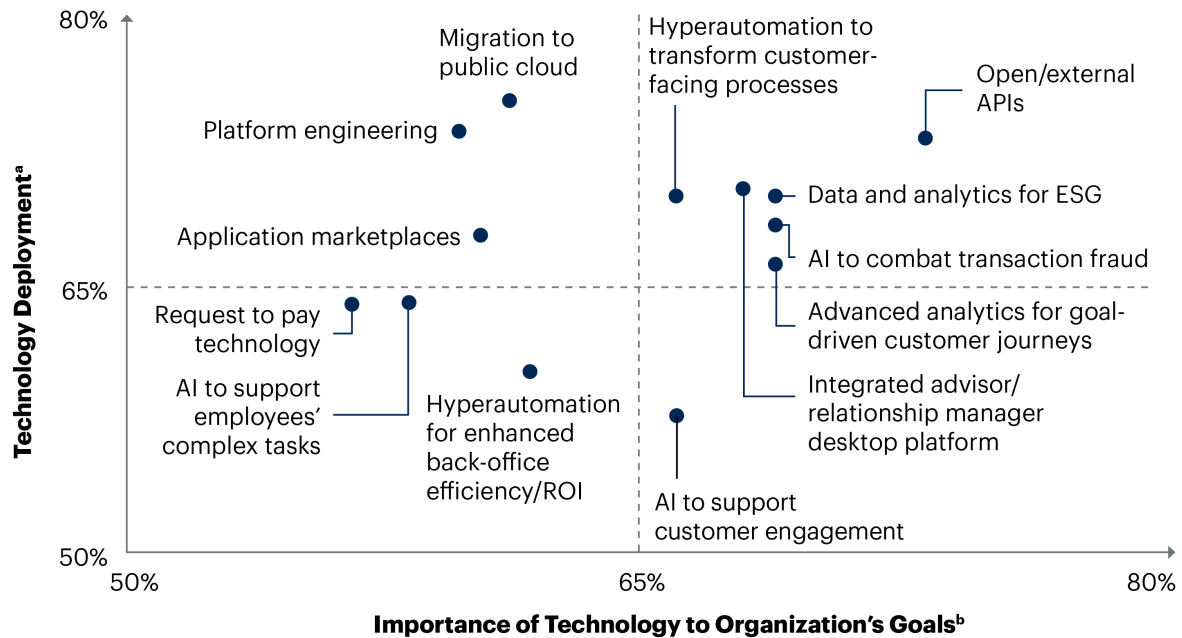 80%
Migration to
public cloud
Hyperautomation to
transform customer-
facing processes
Open/external
APIs
Platform engineering
Data and analytics for ESG
Application marketplaces
AI to combat transaction fraud
65%
Request to pay
technology
Advanced analytics for goal-
driven customer journeys
AI to support
employees’
complex tasks
Hyperautomation
for enhanced
back-office
efficiency/ROI
Integrated advisor/
relationship manager
desktop platform
AI to support
customer engagement
Technology Deploymentᵃ
50%
50%
65%
80%
Importance of Technology to Organization’s Goalsᵇ